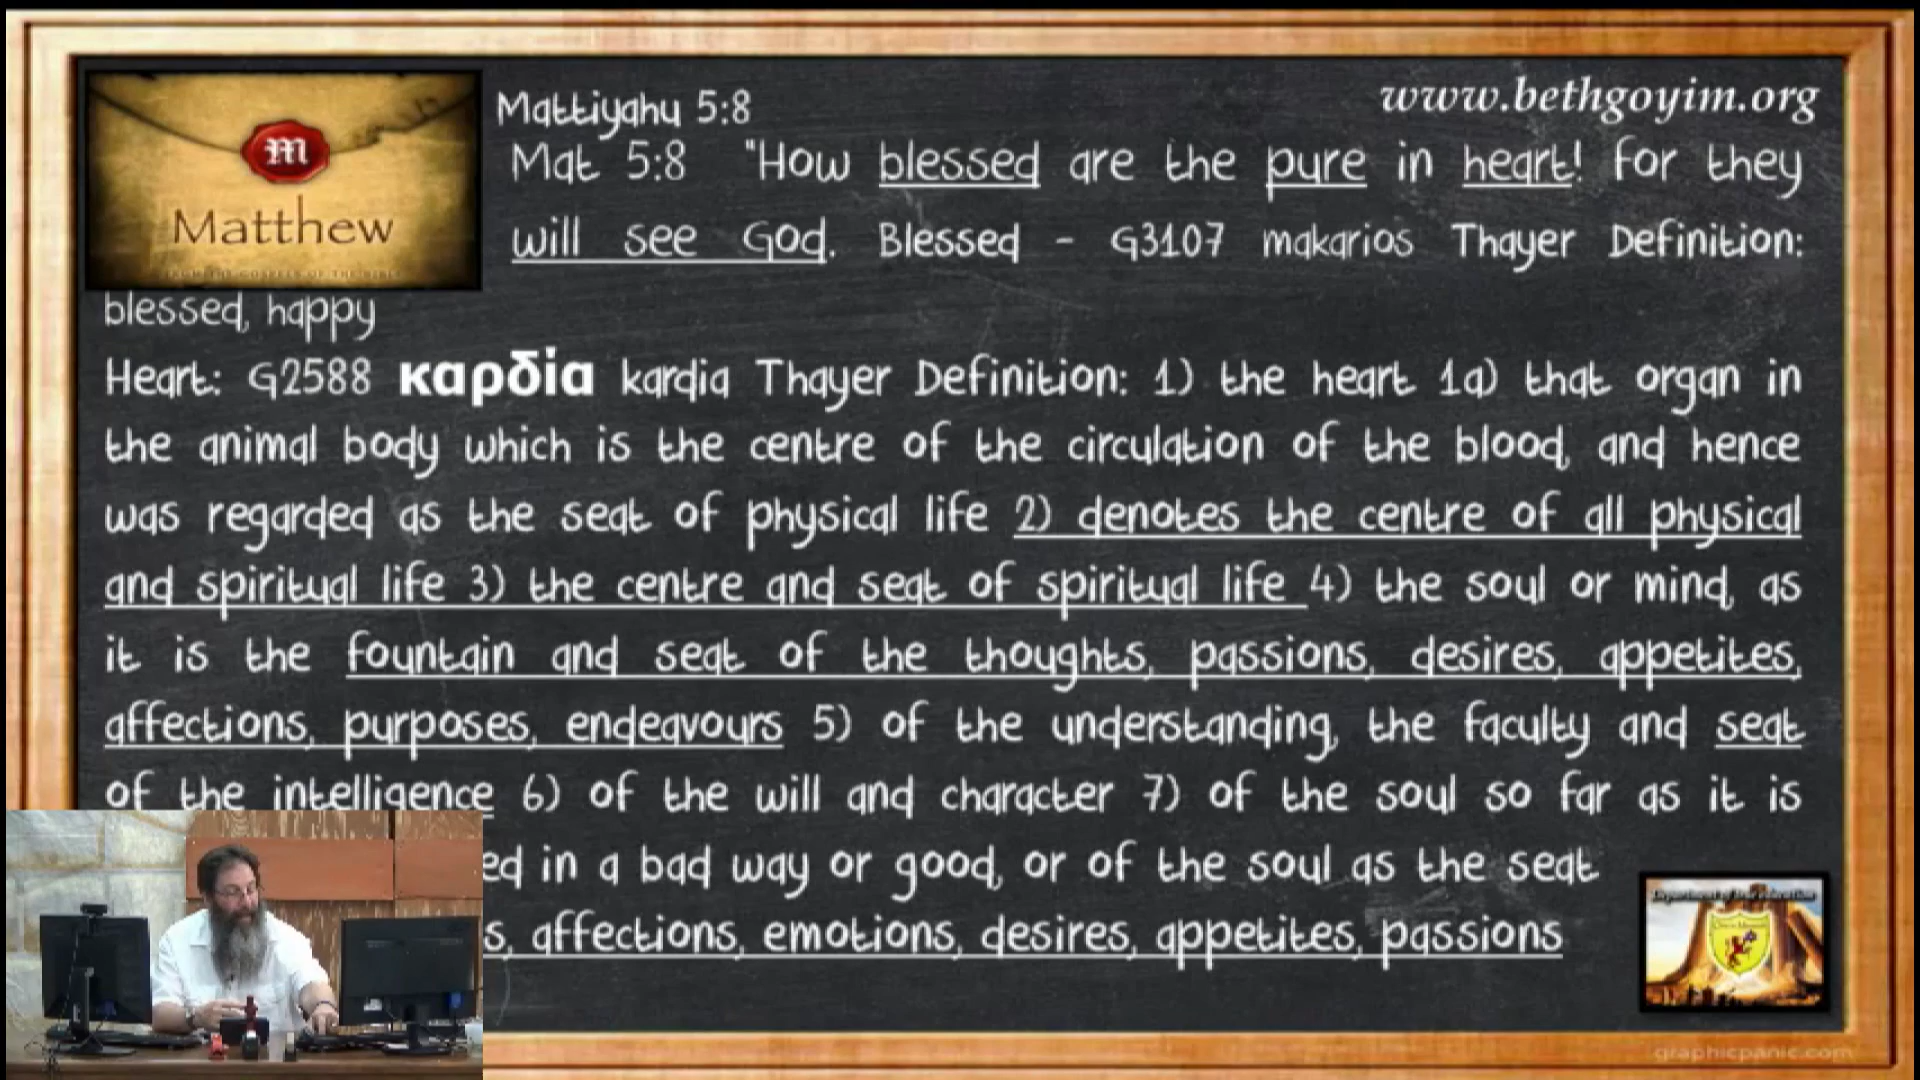 Mattiyahu 5:8
www.bethgoyim.org
M
Matthew
Mat 5:8 "How blessed are the pure in heart! for they
will see God. Blessed - G3107 makarios Thayer Definition:
blessed, happy
Heart: G2588 καρδία kardia Thayer Definition: 1) the heart 1a) that organ in
the animal body which is the centre of the circulation of the blood, and hence
was regarded as the seat of physical life 2) denotes the centre of all physical
and spiritual life 3) the centre and seat of spiritual life 4) the soul or mind, as
it is the fountain and seat of the thoughts, passions, desires, appetites,
affections, purposes, endeavours 5) of the understanding, the faculty and seat
of the intelligence 6) of the will and character 7) of the soul so far as it is
ed in a bad way or good, or of the soul as the seat
s, affections, emotions, desires, appetites, passions
graphicpanic.com